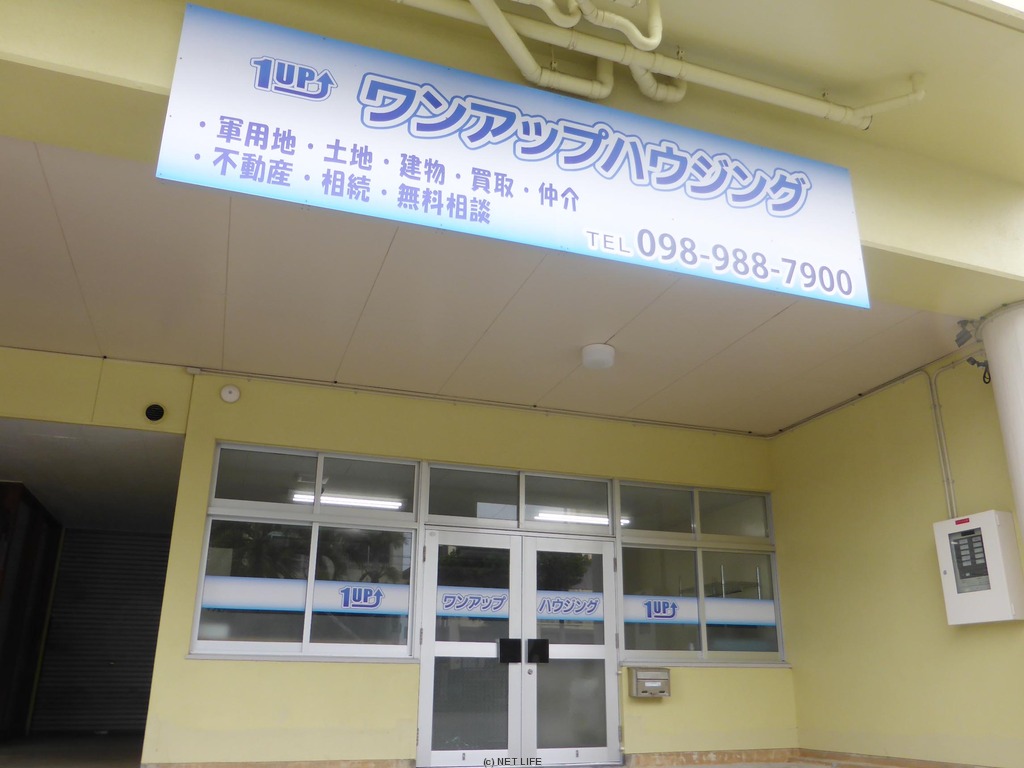 1UP ワンアップハウジング
・軍用地・土地・建物・買取・仲介
・不動産・相続・無料相談
TEL 098-988-7900
1UP ワンアップ ハウジング 1UP
(c) NET LIFE